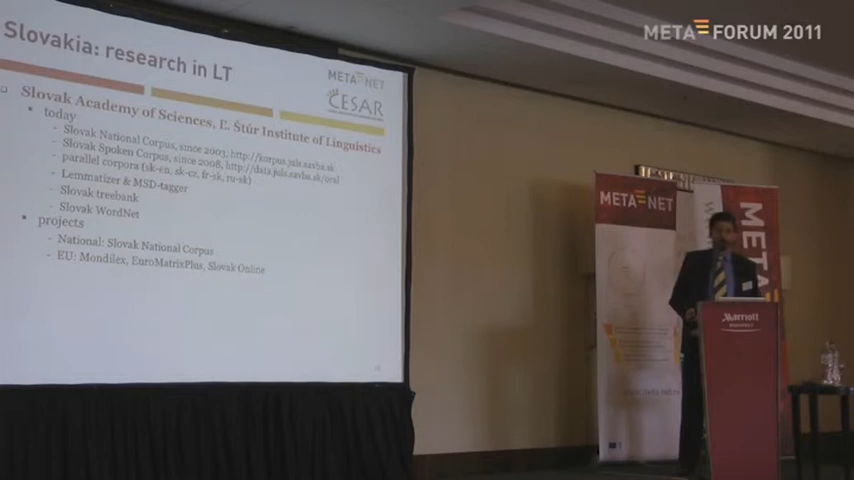 META FORUM 2011
Slovakia: research in LT
META NET
CESAR
Slovak Academy of Sciences, Ľ. Štúr Institute of Linguistics
today
- Slovak National Corpus, since 2003, http://korpus.juls.savba.sk
- Slovak Spoken Corpus, since 2008, http://data.juls.savba.sk/oral
- parallel corpora (sk-en, sk-cz, fr-sk, ru-sk)
- Lemmatizer & MSD-tagger
- Slovak treebank
- Slovak WordNet
projects
- National: Slovak National Corpus
- EU: Mondilex, EuroMatrixPlus, Slovak Online
META NET
META
Marriott